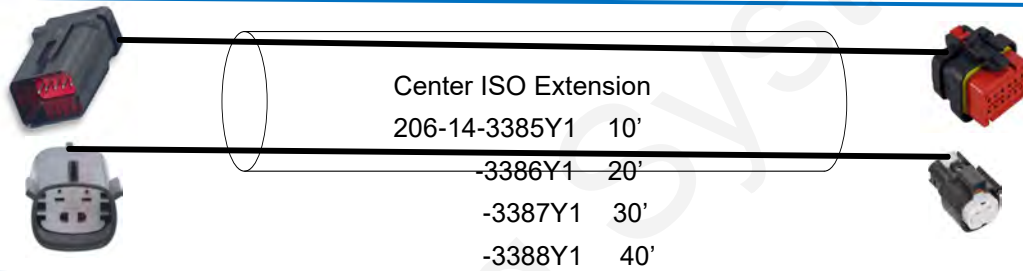 Center ISO Extension
206-14-3385Y1 10’
-3386Y1 20’
-3387Y1 30’
-3388Y1 40’